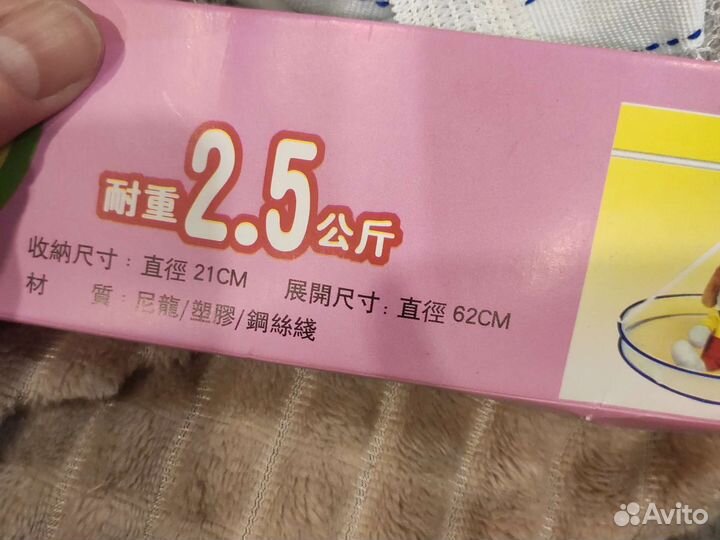 耐重2.5公斤
收納尺寸：直徑 21CM 展開尺寸：直徑 62CM
材 質：尼龍/塑膠/鋼絲綫
Avito